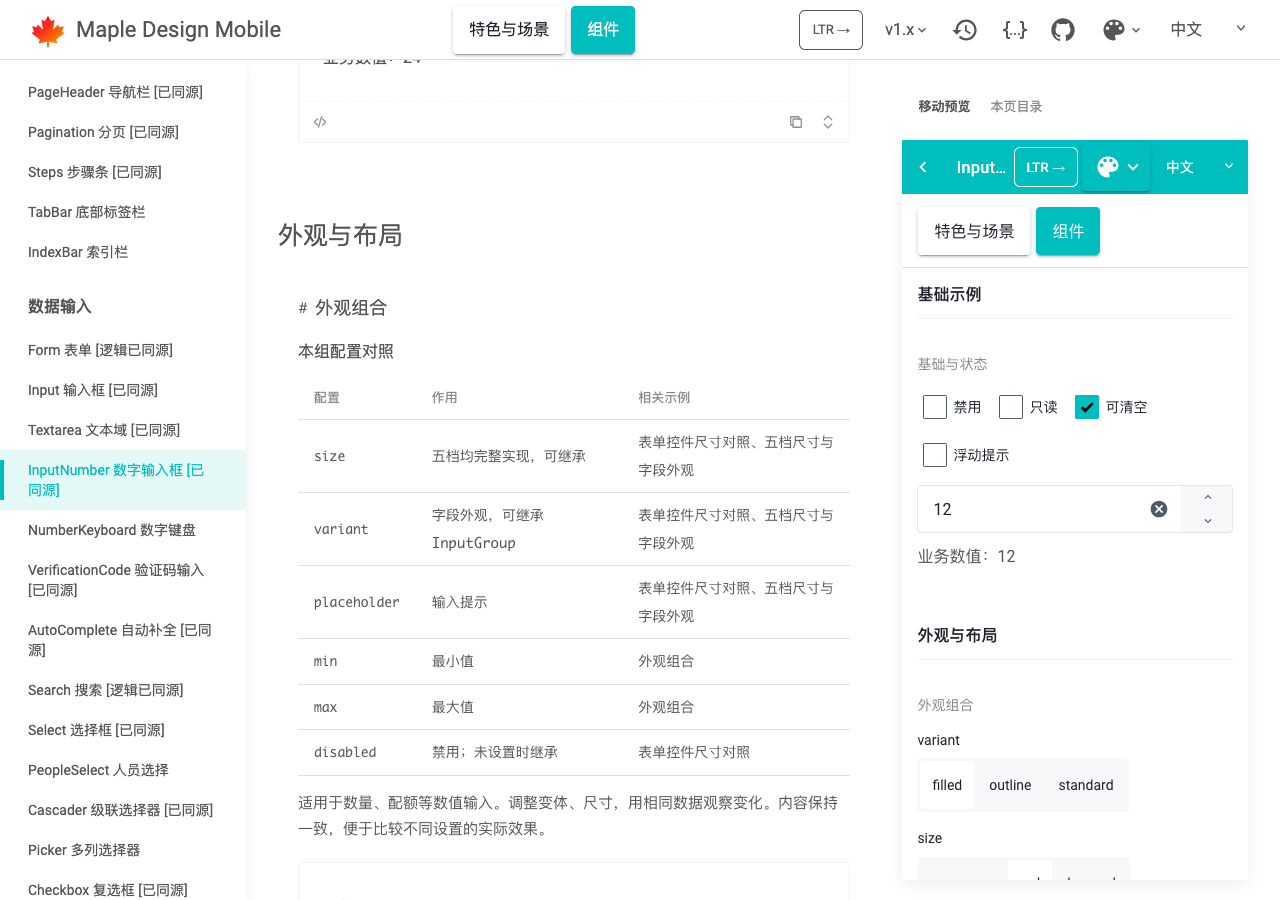 Maple Design Mobile
特色与场景
组件
LTR→
v1.x
中文
PageHeader 导航栏 [已同源]
Pagination 分页 [已同源]
Steps 步骤条 [已同源]
TabBar 底部标签栏
IndexBar 索引栏
数据输入
Form 表单 [逻辑已同源]
Input 输入框 [已同源]
Textarea 文本域 [已同源]
InputNumber 数字输入框 [已
同源]
NumberKeyboard 数字键盘
VerificationCode 验证码输入
[已同源]
AutoComplete 自动补全 [已同
源]
Search 搜索 [逻辑已同源]
Select 选择框 [已同源]
PeopleSelect 人员选择
Cascader 级联选择器 [已同源]
Picker 多列选择器
Checkbox 复选框 [已同源]
业务数值：24
外观与布局
# 外观组合
本组配置对照
配置 作用 相关示例
size 五档均完整实现，可继承 表单控件尺寸对照、五档尺寸与
字段外观
variant 字段外观，可继承
InputGroup 表单控件尺寸对照、五档尺寸与
字段外观
placeholder 输入提示 表单控件尺寸对照、五档尺寸与
字段外观
min 最小值 外观组合
max 最大值 外观组合
disabled 禁用；未设置时继承 表单控件尺寸对照
适用于数量、配额等数值输入。调整变体、尺寸，用相同数据观察变化。内容保持
一致，便于比较不同设置的实际效果。
移动预览 本页目录
Input... LTR→ 中文
特色与场景 组件
基础示例
基础与状态
禁用 只读 可清空
浮动提示
12
业务数值：12
外观与布局
外观组合
variant
filled outline standard
size